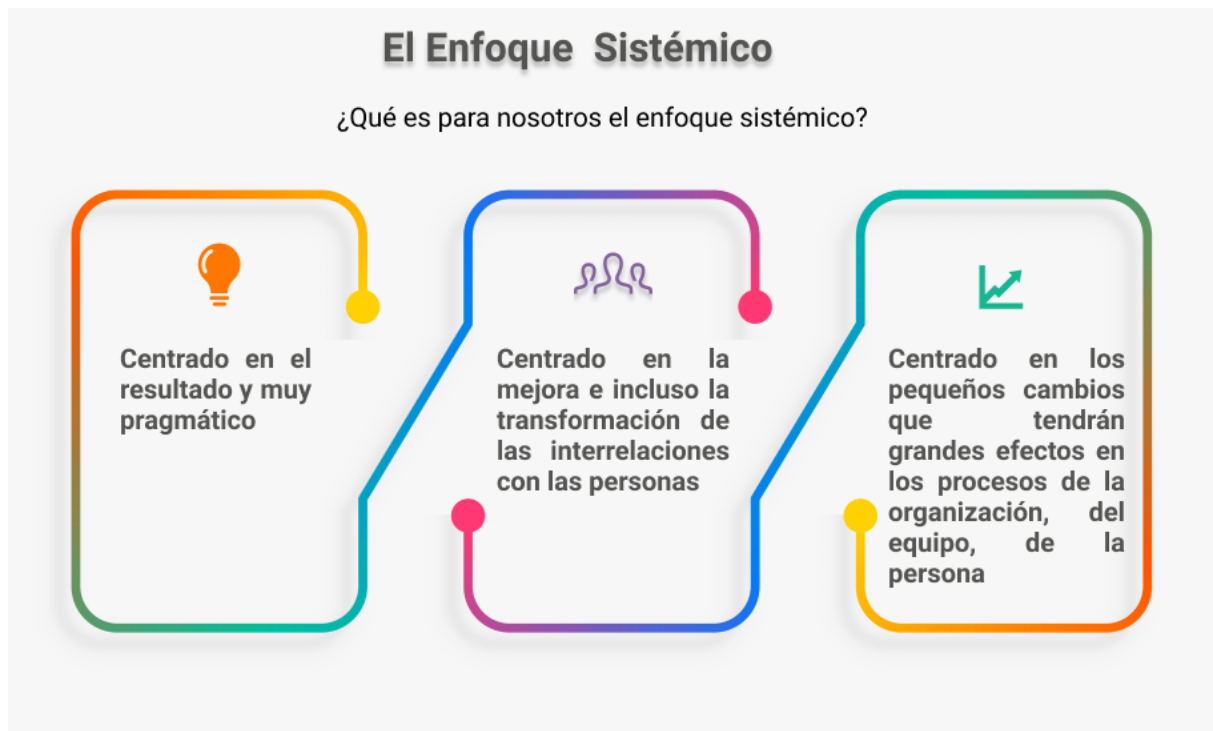 El Enfoque Sistémico
¿Qué es para nosotros el enfoque sistémico?
Centrado en el
resultado y muy
pragmático
Centrado en la
mejora e incluso la
transformación de
las interrelaciones
con las personas
Centrado en los
pequeños cambios
que tendrán
grandes efectos en
los procesos de la
organización, del
equipo, de la
persona